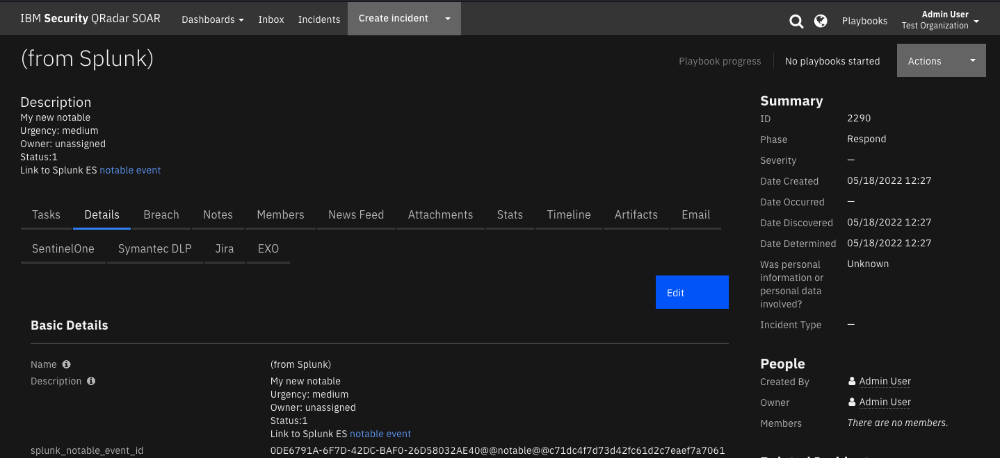 IBM Security QRadar SOAR Dashboards Inbox Incidents Create incident Playbooks Admin User Test Organization
(from Splunk)
Playbook progress No playbooks started Actions
Description
My new notable
Urgency: medium
Owner: unassigned
Status:1
Link to Splunk ES notable event
Tasks Details Breach Notes Members News Feed Attachments Stats Timeline Artifacts Email
SentinelOne Symantec DLP Jira EXO
Edit
Basic Details
Name (from Splunk)
Description My new notable
Urgency: medium
Owner: unassigned
Status:1
Link to Splunk ES notable event
splunk_notable_event_id 0DE6791A-6F7D-42DC-BAF0-26D58032AE40@@notable@@c71dc4f7d73d42fc61d2c7eaef7a7061
Summary
ID 2290
Phase Respond
Severity —
Date Created 05/18/2022 12:27
Date Occurred —
Date Discovered 05/18/2022 12:27
Date Determined 05/18/2022 12:27
Was personal Unknown
information or
personal data
involved?
Incident Type —
People
Created By Admin User
Owner Admin User
Members There are no members.